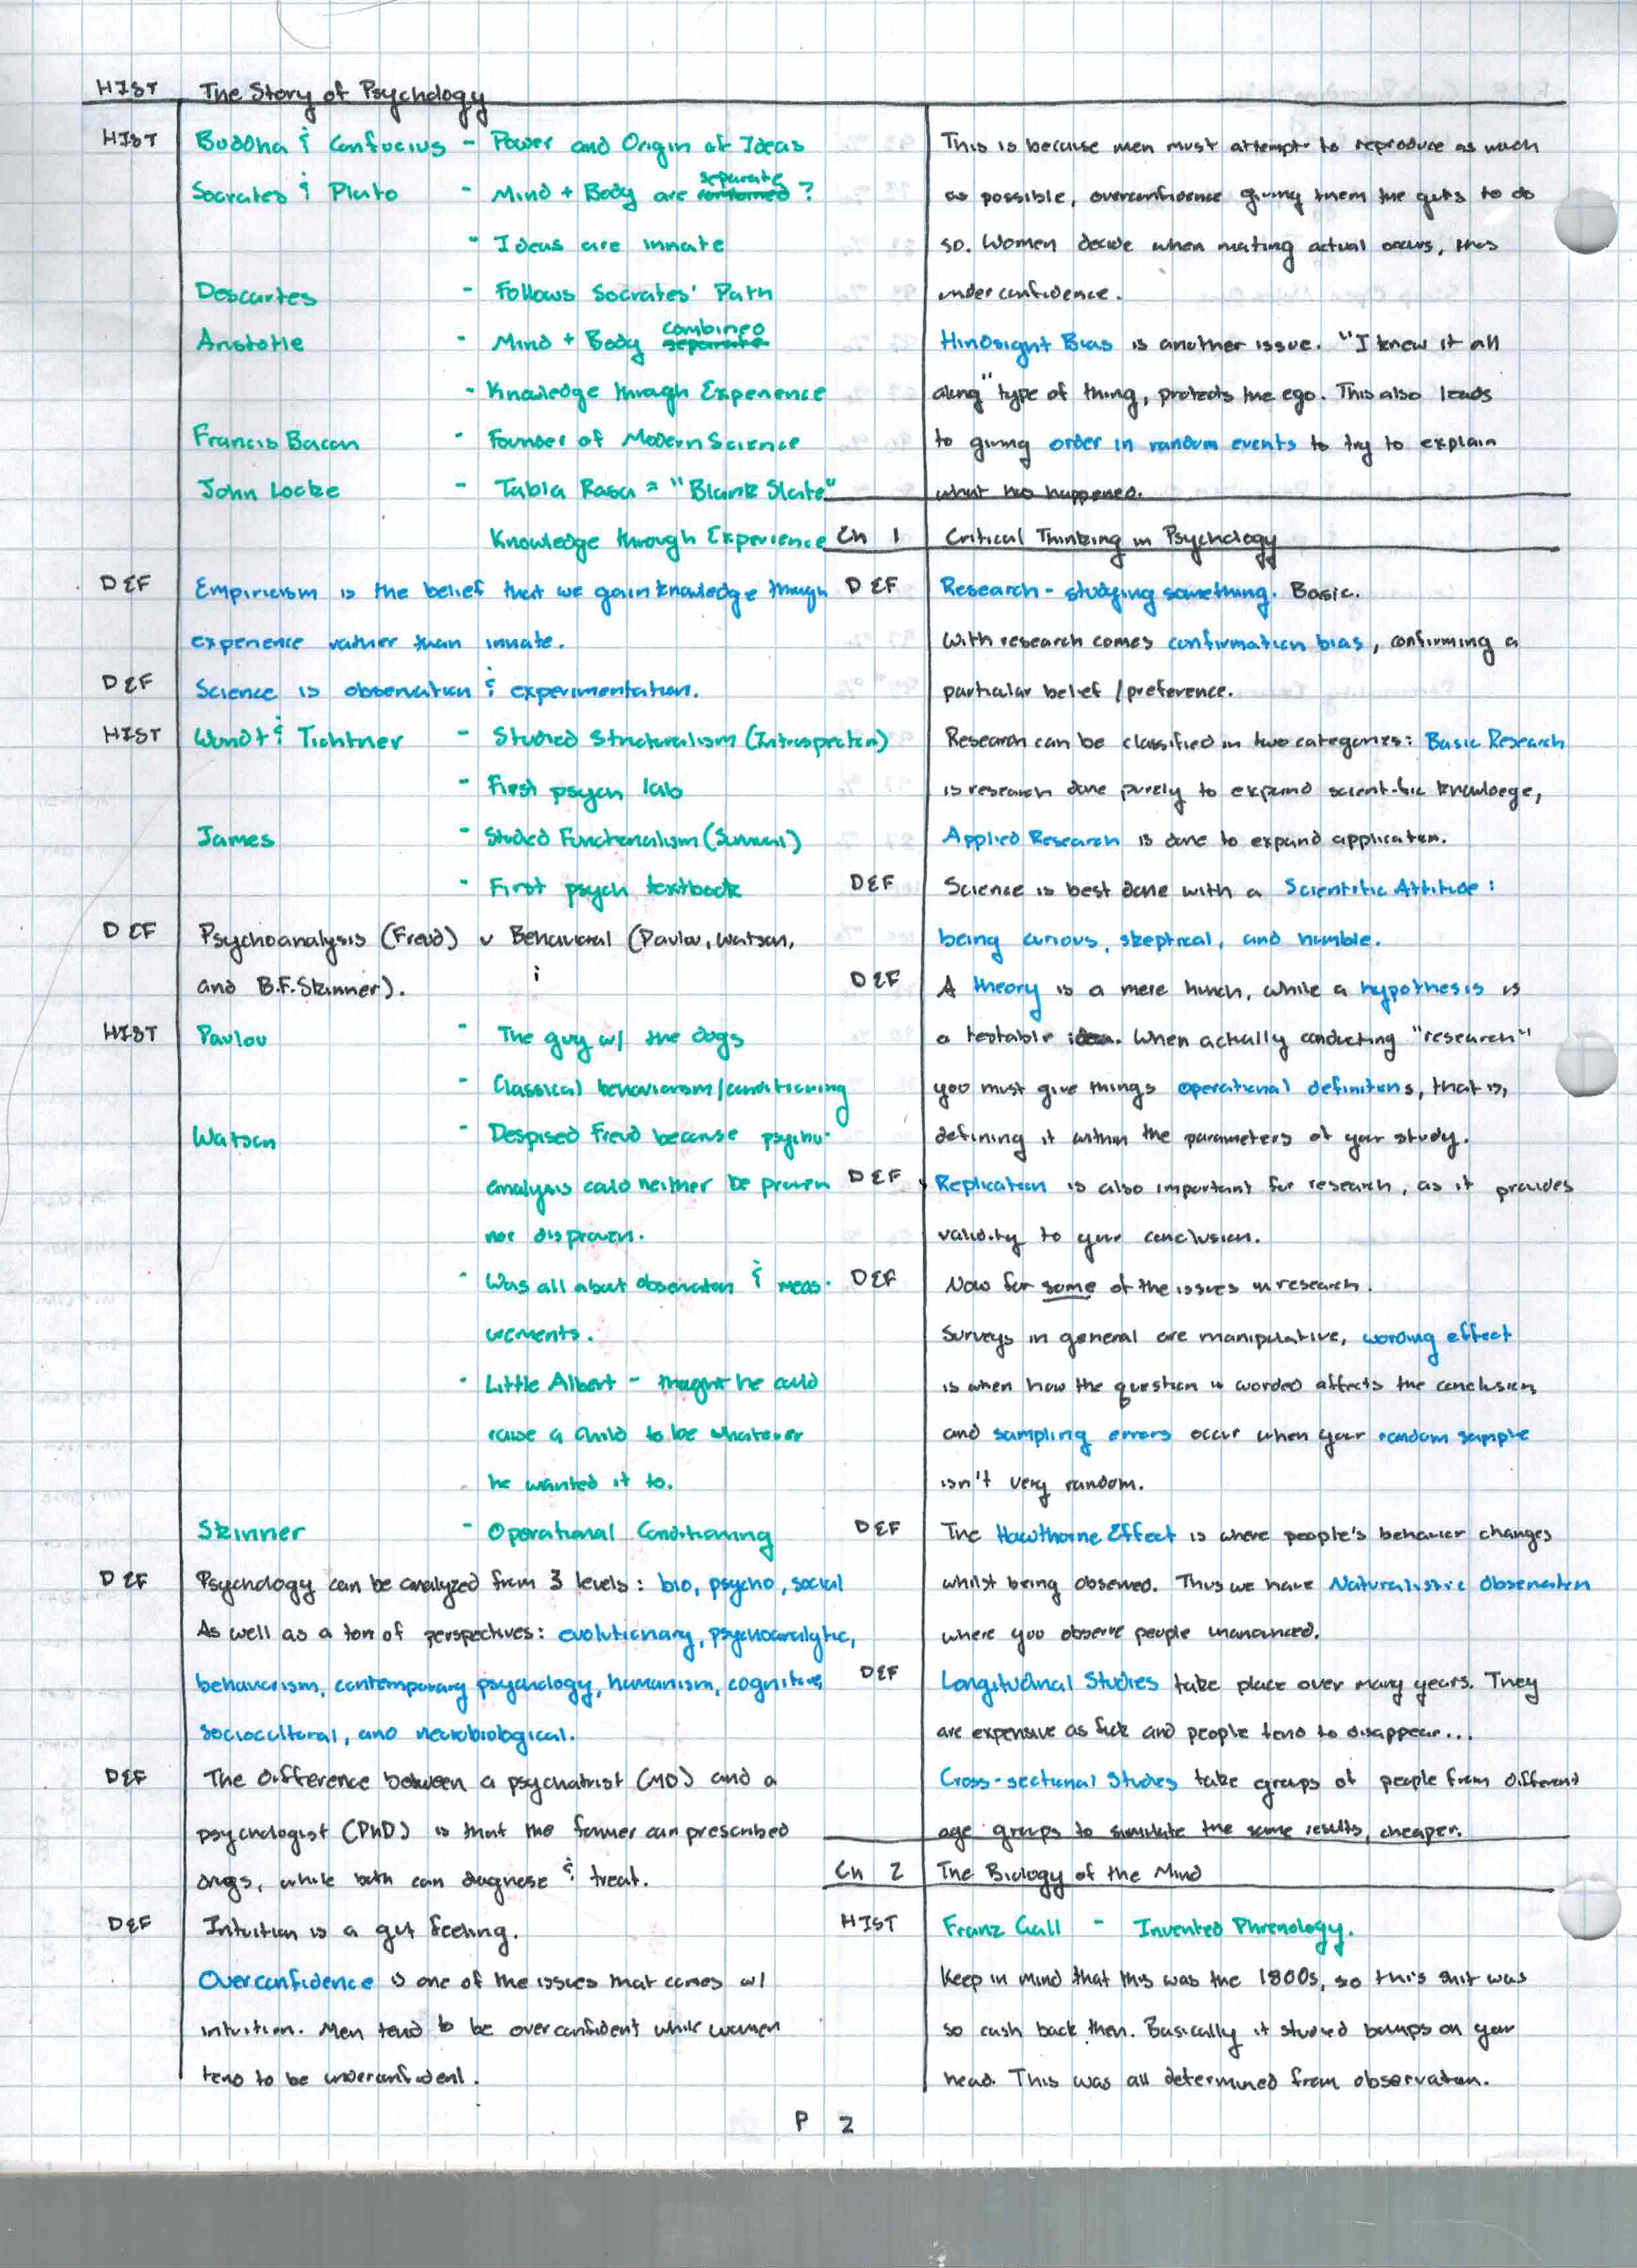 HIST The Story of Psychology
HIST Buddha & Confucius - Power and Origin of Ideas
Socrates & Plato - Mind + Body are separate ?
- Ideas are innate
Descartes - Follows Socrates' Path
Aristotle - Mind + Body combined
- Knowledge through Experience
Francis Bacon - Founder of Modern Science
John Locke - Tabla Rasa = "Blank Slate"
Knowledge through Experience
DEF Empiricism is the belief that we gain knowledge though
experience rather than innate.
DEF Science is observation & experimentation.
HIST Wundt & Tichtner - Studied Structuralism (Introspection)
- First psych lab
James - Studied Functionalism (Survival)
- First psych textbook
DEF Psychoanalysis (Freud) v Behavioral (Pavlov, Watson,
and B.F. Skinner).
HIST Pavlov - The guy w/ the dogs
- Classical behaviorism/conditioning
Watson - Despised Freud because psycho-
analysis could neither be proven
nor disproven.
- Was all about observation & meas-
urements.
- Little Albert - thought he could
raise a child to be whatever
he wanted it to.
Skinner - Operational Conditioning
DEF Psychology can be analyzed from 3 levels: bio, psycho, social
As well as a ton of perspectives: evolutionary, psychoanalytic,
behaviorism, contemporary psychology, humanism, cognitive,
sociocultural, and neurobiological.
DEF The difference between a psychiatrist (MD) and a
psychologist (PhD) is that the former can prescribed
drugs, while both can diagnose & treat.
DEF Intuition is a gut feeling.
Overconfidence is one of the issues that comes w/
intuition. Men tend to be overconfident while women
tend to be underconfident.
This is because men must attempt to reproduce as much
as possible, overconfidence giving them the guts to do
so. Women decide when mating actual occurs, thus
underconfidence.
Hindsight Bias is another issue. "I knew it all
along" type of thing, protects the ego. This also leads
to giving order in random events to try to explain
what has happened.
Ch 1 Critical Thinking in Psychology
DEF Research - studying something. Basic.
With research comes confirmation bias, confirming a
particular belief / preference.
Research can be classified in two categories: Basic Research
is research done purely to expand scientific knowledge,
Applied Research is done to expand application.
DEF Science is best done with a Scientific Attitude:
being curious, skeptical, and humble.
DEF A theory is a mere hunch, while a hypothesis is
a testable idea. When actually conducting "research"
you must give things operational definitions, that is,
defining it within the parameters of your study.
DEF Replication is also important for research, as it provides
validity to your conclusion.
DEF Now for some of the issues in research.
Surveys in general are manipulative, wording effect
is when how the question is worded affects the conclusion,
and sampling errors occur when your random sample
isn't very random.
DEF The Hawthorne Effect is where people's behavior changes
whilst being observed. Thus we have Naturalistic Observation
where you observe people unannounced.
DEF Longitudinal Studies take place over many years. They
are expensive as fuck and people tend to disappear...
Cross-sectional Studies take groups of people from different
age groups to simulate the same results, cheaper.
Ch 2 The Biology of the Mind
HIST Franz Gall - Invented Phrenology.
Keep in mind that this was the 1800s, so this shit was
so cash back then. Basically it studied bumps on your
head. This was all determined from observation.
P 2